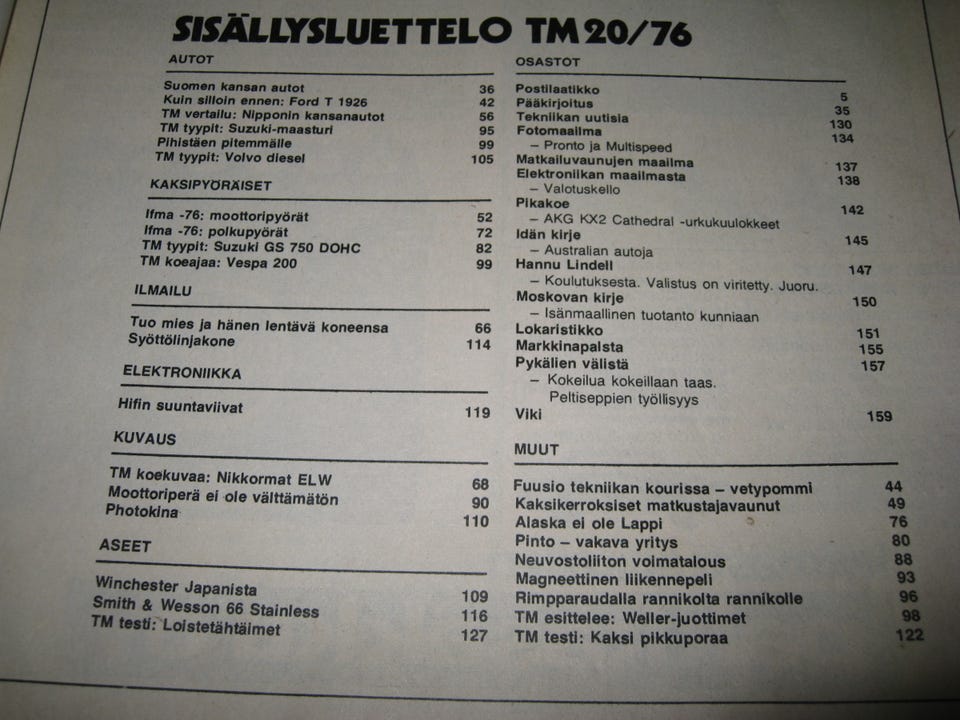 SISÄLLYSLUETTELO TM 20/76
AUTOT
Suomen kansan autot 36
Kuin silloin ennen: Ford T 1926 42
TM vertailu: Nipponin kansanautot 56
TM tyypit: Suzuki-maasturi 95
Pihistäen pitemmälle 99
TM tyypit: Volvo diesel 105
KAKSIPYÖRÄISET
Ifma -76: moottoripyörät 52
Ifma -76: polkupyörät 72
TM tyypit: Suzuki GS 750 DOHC 82
TM koeajaa: Vespa 200 99
ILMAILU
Tuo mies ja hänen lentävä koneensa 66
Syöttölinjakone 114
ELEKTRONIIKKA
Hifin suuntaviivat 119
KUVAUS
TM koekuvaa: Nikkormat ELW 68
Moottoriperä ei ole välttämätön 90
Photokina 110
ASEET
Winchester Japanista 109
Smith & Wesson 66 Stainless 116
TM testi: Loistetähtäimet 127
OSASTOT
Postilaatikko 5
Pääkirjoitus 35
Tekniikan uutisia 130
Fotomaailma 134
– Pronto ja Multispeed
Matkailuvaunujen maailma 137
Elektroniikan maailmasta 138
– Valotuskello
Pikakoe 142
– AKG KX2 Cathedral -urkukuulokkeet
Idän kirje 145
– Australian autoja
Hannu Lindell 147
– Koulutuksesta. Valistus on viritetty. Juoru.
Moskovan kirje 150
– Isänmaallinen tuotanto kunniaan
Lokaristikko 151
Markkinapalsta 155
Pykälien välistä 157
– Kokeilua kokeillaan taas.
Peltiseppien työllisyys
Viki 159
MUUT
Fuusio tekniikan kourissa – vetypommi 44
Kaksikerroksiset matkustajavaunut 49
Alaska ei ole Lappi 76
Pinto – vakava yritys 80
Neuvostoliiton voimatalous 88
Magneettinen liikennepeli 93
Rimpparaudalla rannikolta rannikolle 96
TM esittelee: Weller-juottimet 98
TM testi: Kaksi pikkuporaa 122